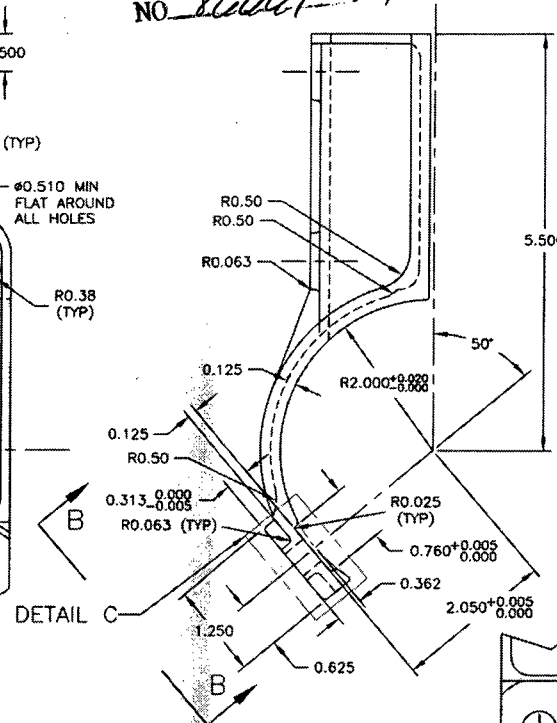 NO
.500
(TYP)
ø0.510 MIN
FLAT AROUND
ALL HOLES
R0.38
(TYP)
R0.50
R0.50
R0.063
5.500
50°
0.125
R2.000+0.020
-0.000
0.125
R0.50
0.313 0.000
-0.005
R0.063 (TYP)
R0.025
(TYP)
B
0.760+0.005
0.000
0.362
2.050+0.005
0.000
DETAIL C
1.250
0.625
B